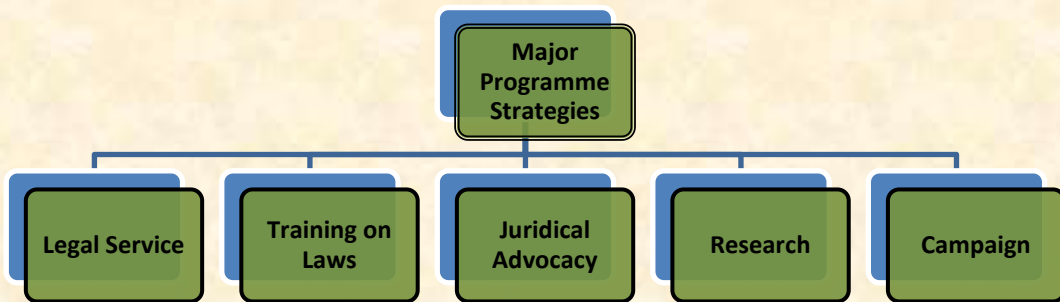 Major
Programme
Strategies
Legal Service
Training on
Laws
Juridical
Advocacy
Research
Campaign